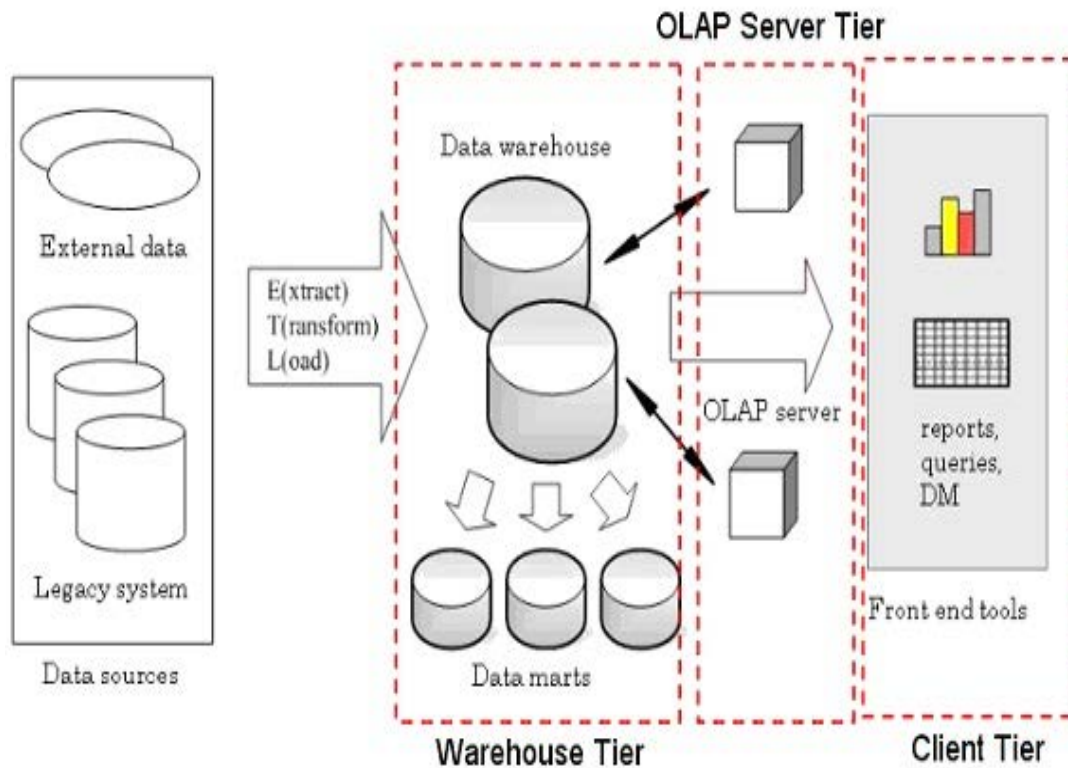 OLAP Server Tier
External data
Legacy system
Data sources
E(xtract)
T(ransform)
L(oad)
Data warehouse
Data marts
Warehouse Tier
OLAP server
reports,
queries,
DM
Front end tools
Client Tier